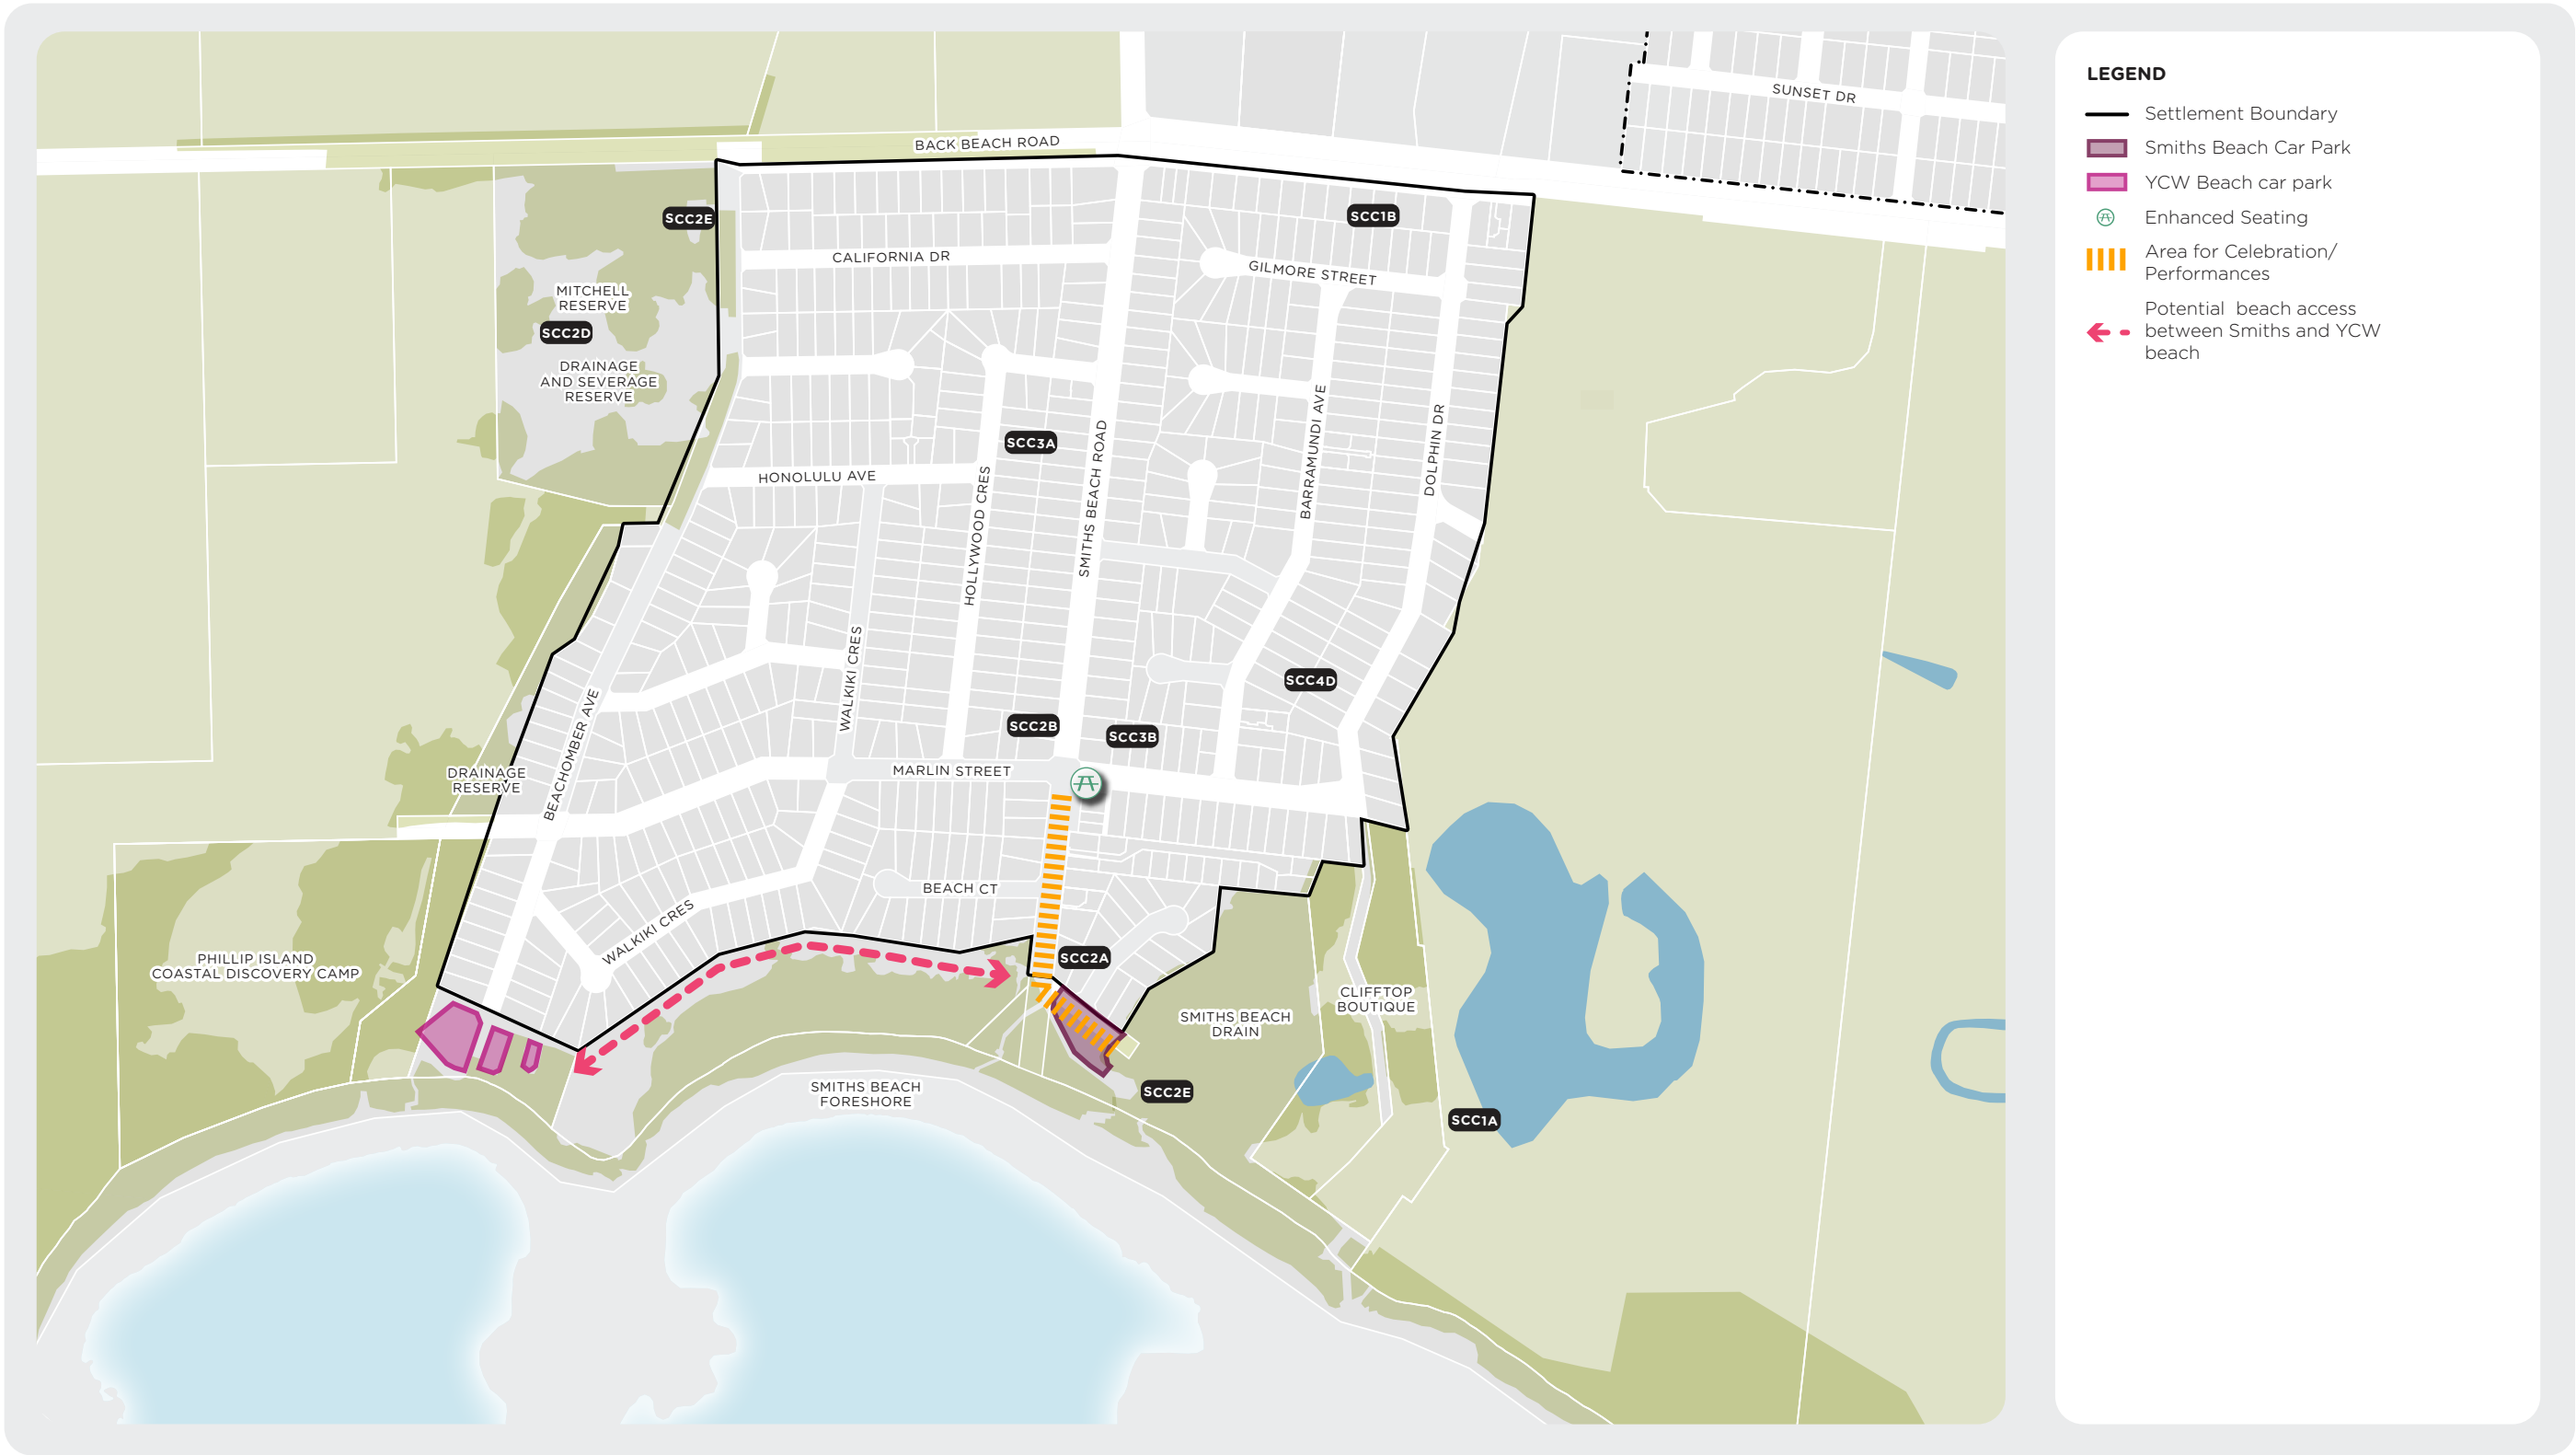 SUNSET DR
BACK BEACH ROAD
SCC2E
SCC1B
CALIFORNIA DR
GILMORE STREET
MITCHELL
RESERVE
SCC2D
DRAINAGE
AND SEVERAGE
RESERVE
SCC3A
HONOLULU AVE
HOLLYWOOD CRES
SMITHS BEACH ROAD
BARRAMUNDI AVE
DOLPHIN DR
WALKIKI CRES
SCC4D
BEACHOMBER AVE
SCC2B
SCC3B
DRAINAGE
RESERVE
MARLIN STREET
BEACH CT
WALKIKI CRES
PHILLIP ISLAND
COASTAL DISCOVERY CAMP
SCC2A
CLIFFTOP
BOUTIQUE
SMITHS BEACH
DRAIN
SMITHS BEACH
FORESHORE
SCC2E
SCC1A
LEGEND
Settlement Boundary
Smiths Beach Car Park
YCW Beach car park
Enhanced Seating
Area for Celebration/
Performances
Potential  beach access
between Smiths and YCW
beach